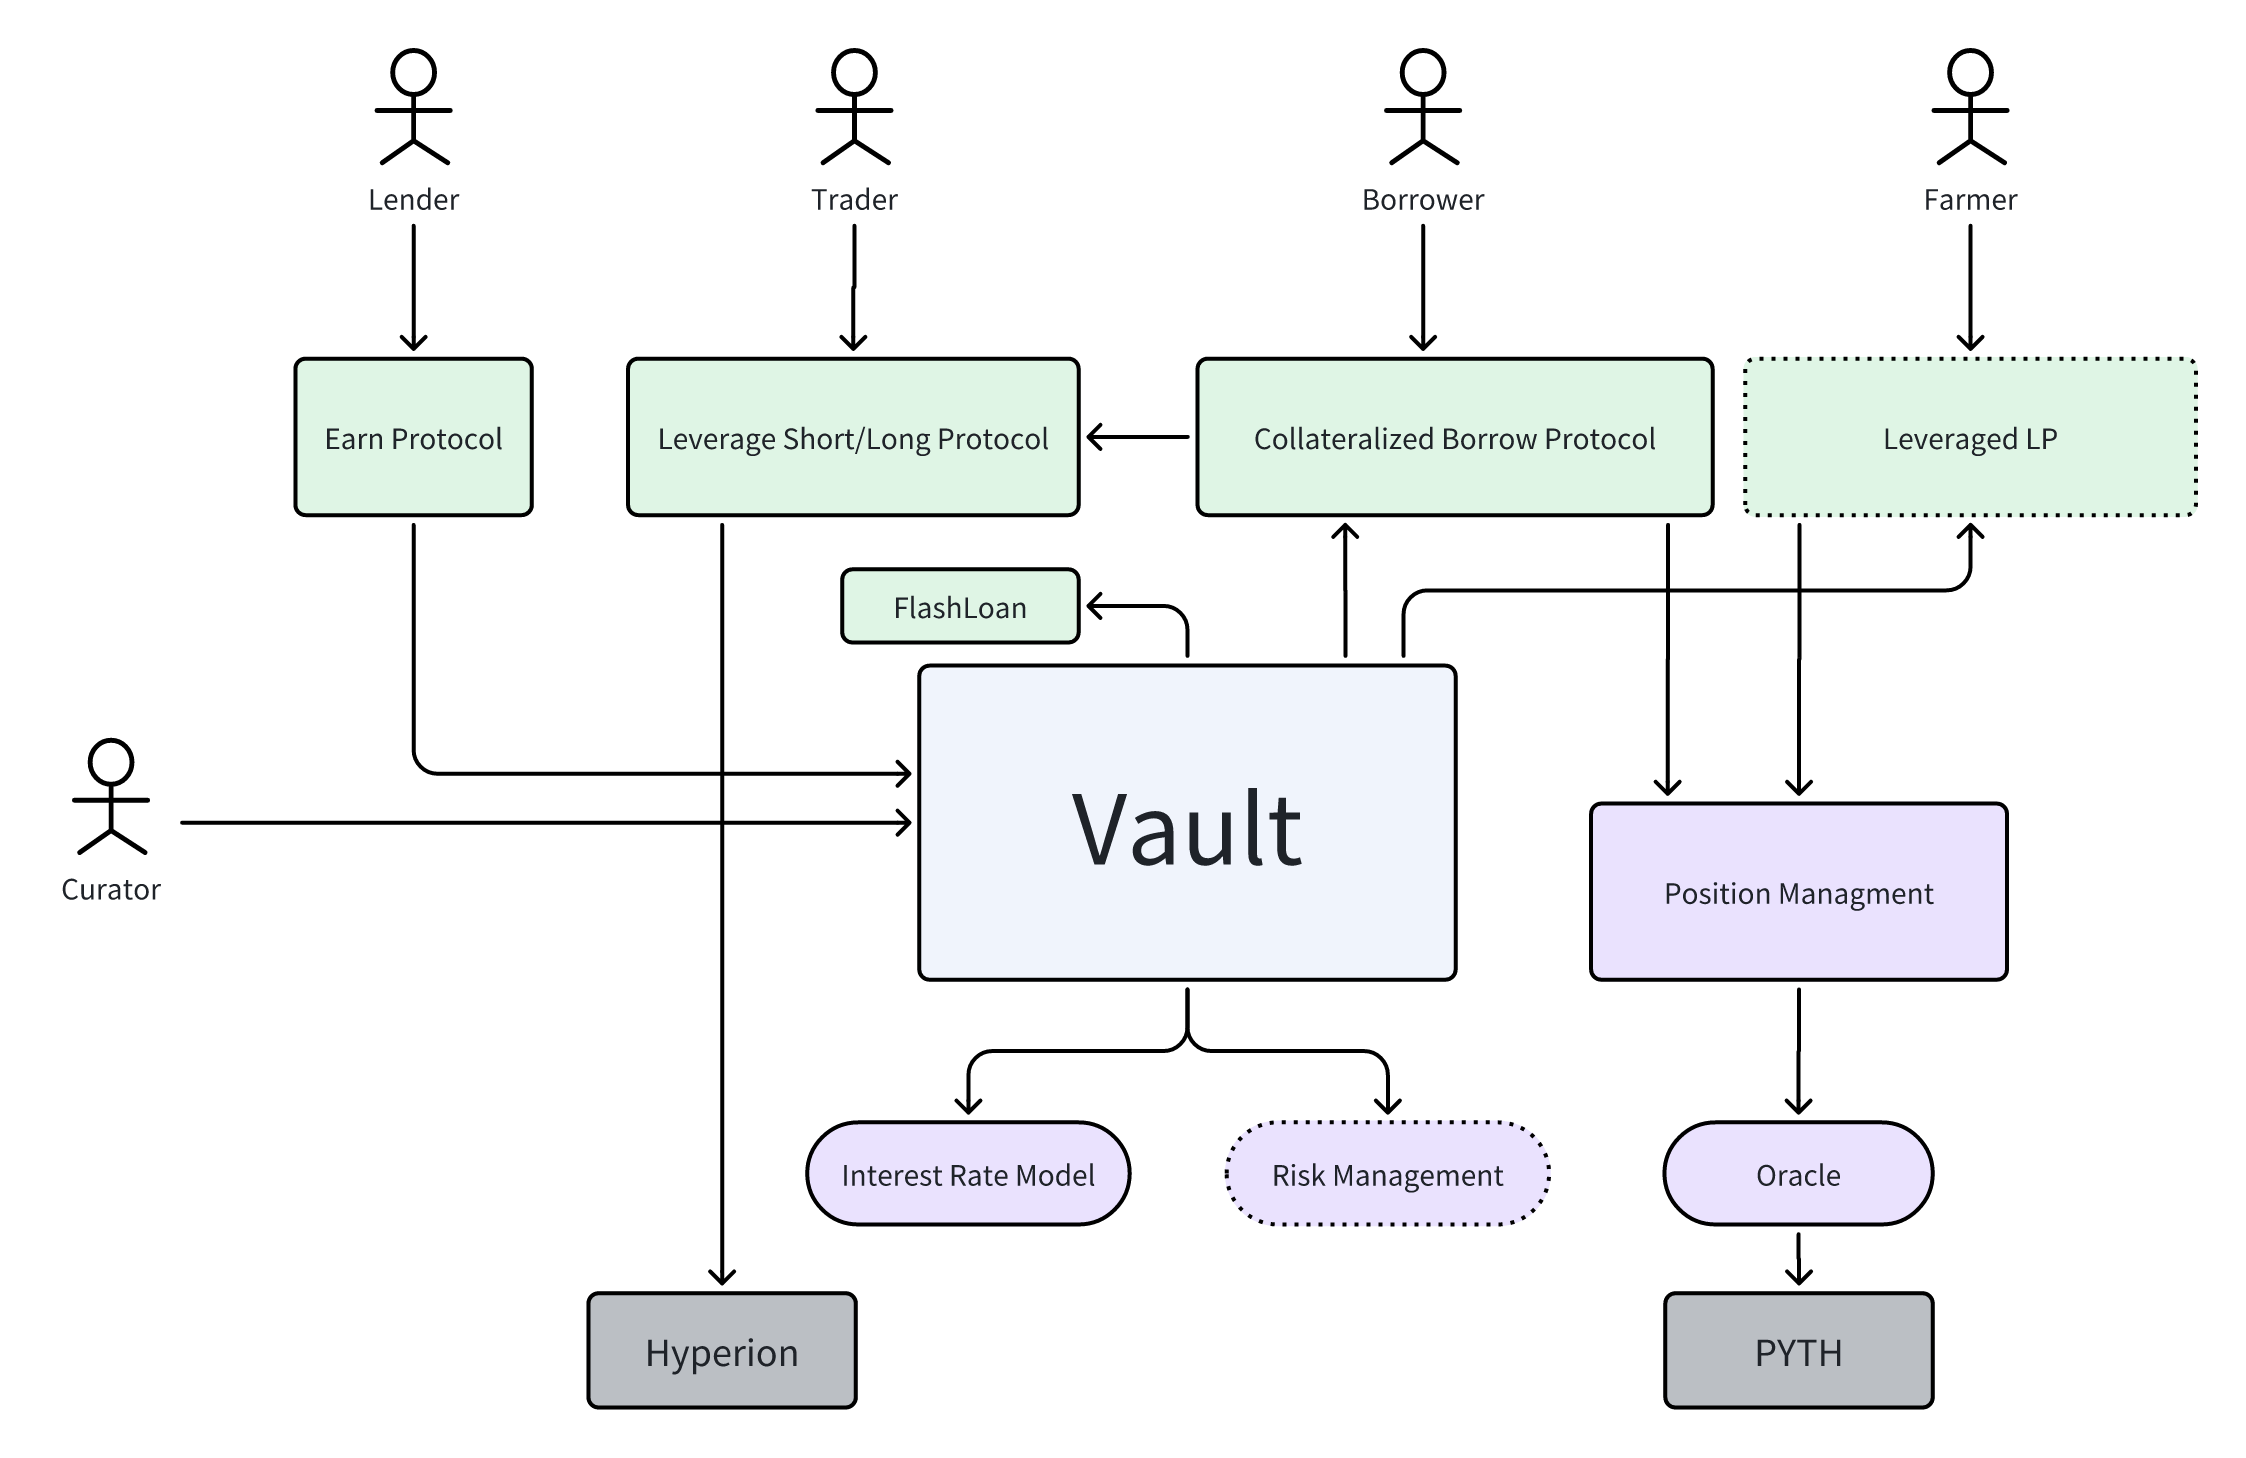 Lender
Trader
Borrower
Farmer
Earn Protocol
Leverage Short/Long Protocol
Collateralized Borrow Protocol
Leveraged LP
FlashLoan
Vault
Curator
Position Managment
Interest Rate Model
Risk Management
Oracle
Hyperion
PYTH